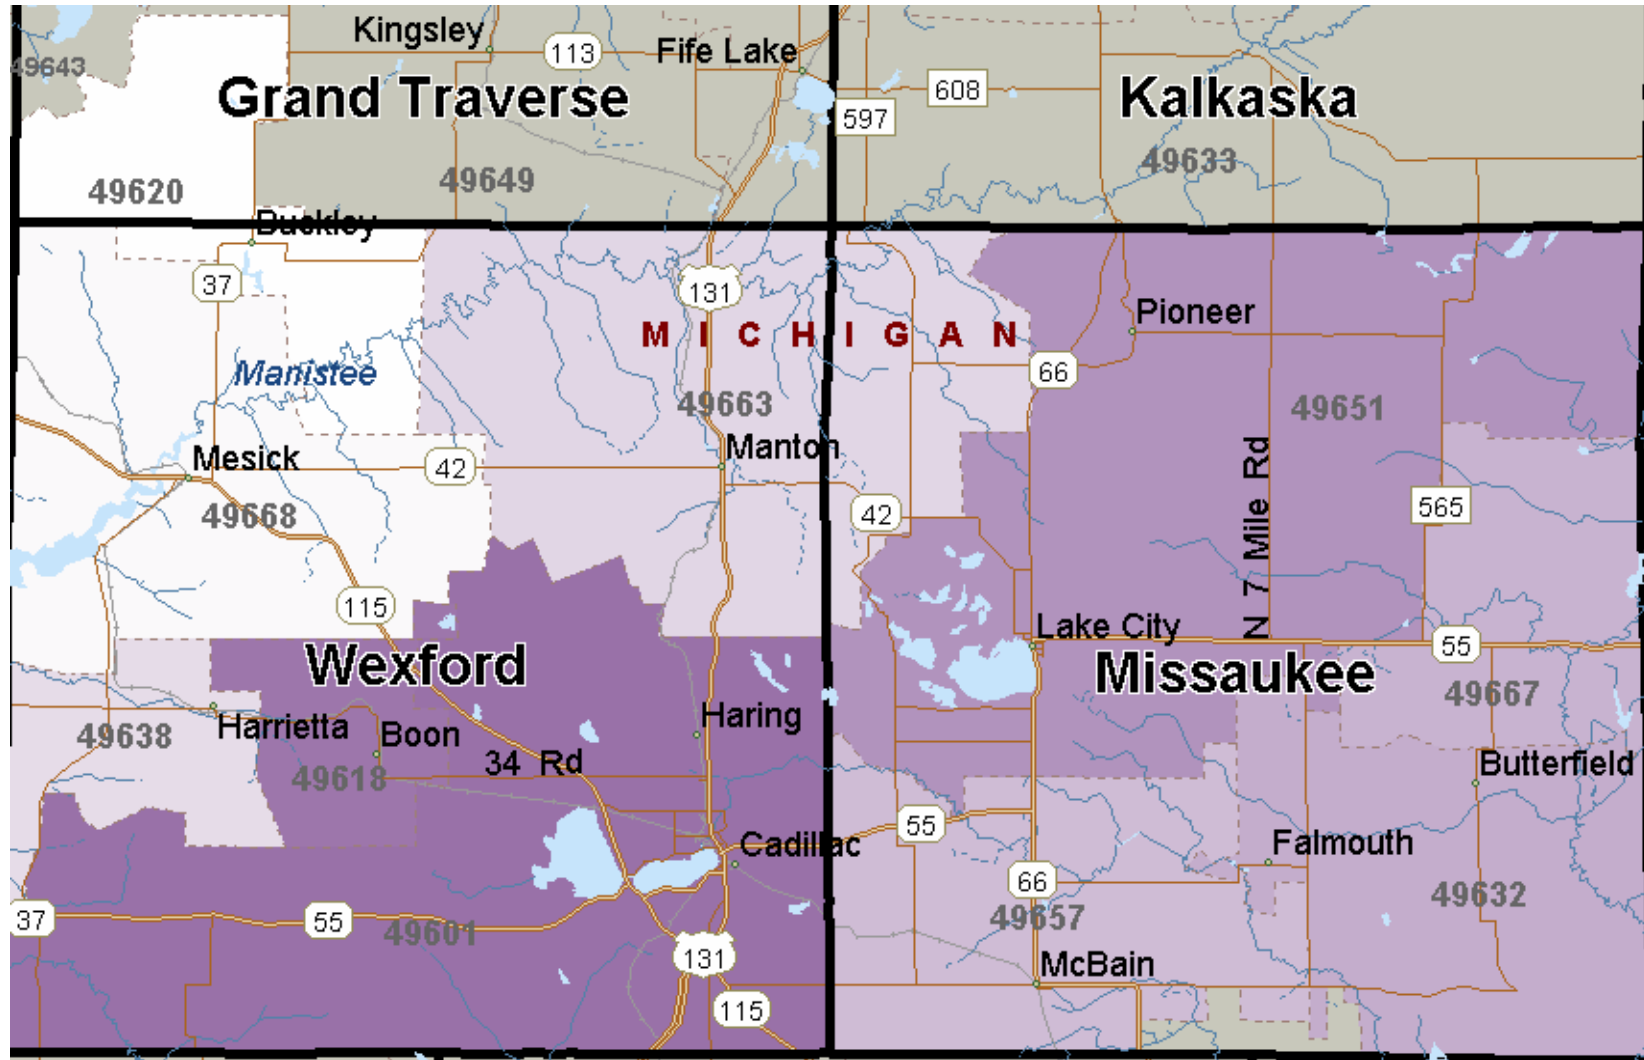 Kingsley
113
Fife Lake
49643
Grand Traverse
608
Kalkaska
597
49633
49620
49649
Buckley
37
131
Pioneer
MICHIGAN
Manistee
66
49663
49651
Manton
Mesick
42
N 7 Mile Rd
565
49668
42
115
Lake City
55
Wexford
Missaukee
49667
Harrietta
Haring
49638
Boon
34 Rd
49618
Butterfield
55
Cadillac
Falmouth
66
49632
37
55
49601
49657
131
McBain
115